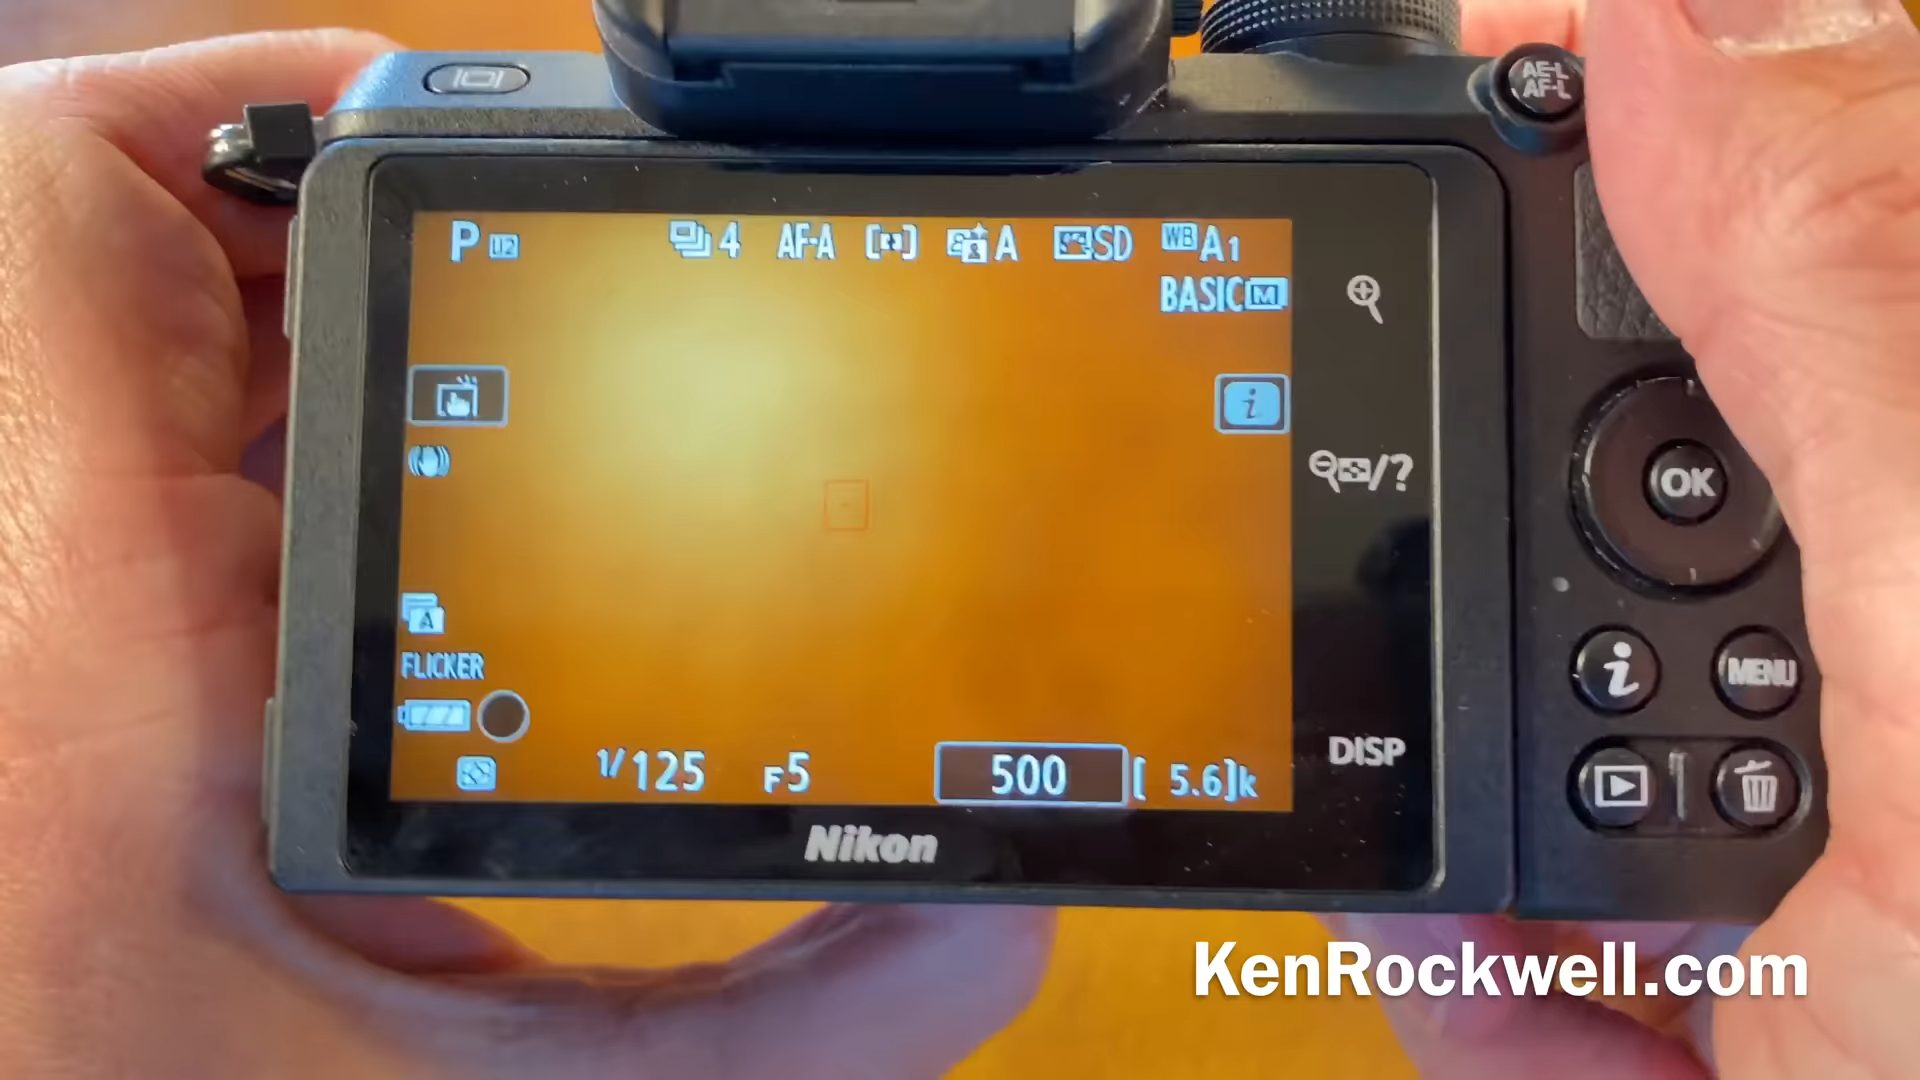 AE-L
AF-L
P U2 4 AF-A A SD WB A1
BASIC M
i
OK
/?
A
FLICKER
i MENU
1/125 F5 500 [ 5.6]k
DISP
Nikon
KenRockwell.com